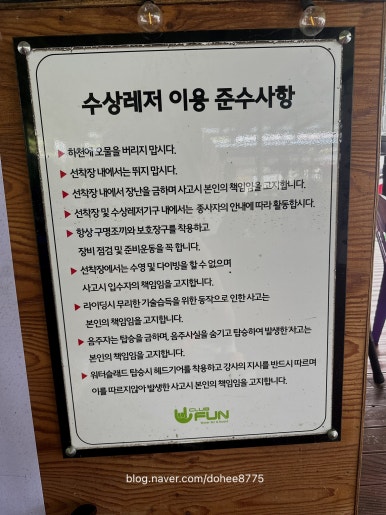 수상레저 이용 준수사항
▶ 하천에 오물을 버리지 맙시다.
▶ 선착장 내에서는 뛰지 맙시다.
▶ 선착장 내에서 장난을 금하며 사고시 본인의 책임임을 고지합니다.
▶ 선착장 및 수상레저기구 내에서는 종사자의 안내에 따라 활동합시다.
▶ 항상 구명조끼와 보호장구를 착용하고
장비 점검 및 준비운동을 꼭 합니다.
▶ 선착장에서는 수영 및 다이빙을 할 수 없으며
사고시 입수자의 책임임을 고지합니다.
▶ 라이딩시 무리한 기술습득을 위한 동작으로 인한 사고는
본인의 책임임을 고지합니다.
▶ 음주자는 탑승을 금하며, 음주사실을 숨기고 탑승하여 발생한 사고는
본인의 책임임을 고지합니다.
▶ 워터슬래드 탑승시 헤드기어를 착용하고 강사의 지시를 반드시 따르며
이를 따르지않아 발생한 사고시 본인의 책임임을 고지합니다.
CLUB
FUN
blog.naver.com/dohee8775